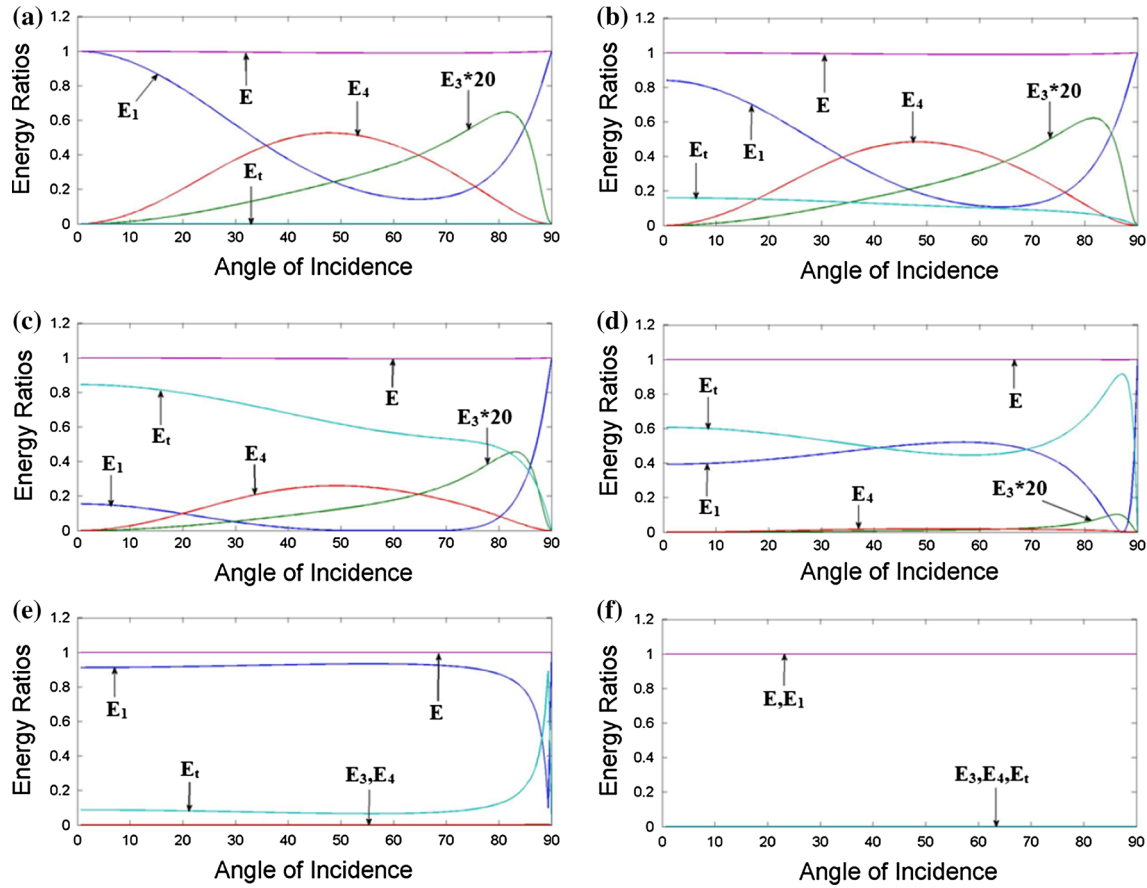 (a)
1.2
1
0.8
0.6
0.4
0.2
0
Energy Ratios
E₁
E
E₄
E₃*20
Eₜ
0 10 20 30 40 50 60 70 80 90
Angle of Incidence
(b)
1.2
1
0.8
0.6
0.4
0.2
0
Energy Ratios
Eₜ
E₁
E
E₄
E₃*20
0 10 20 30 40 50 60 70 80 90
Angle of Incidence
(c)
1.2
1
0.8
0.6
0.4
0.2
0
Energy Ratios
E₁
Eₜ
E₄
E
E₃*20
0 10 20 30 40 50 60 70 80 90
Angle of Incidence
(d)
1.2
1
0.8
0.6
0.4
0.2
0
Energy Ratios
Eₜ
E₁
E₄
E
E₃*20
0 10 20 30 40 50 60 70 80 90
Angle of Incidence
(e)
1.2
1
0.8
0.6
0.4
0.2
0
Energy Ratios
E₁
Eₜ
E₃,E₄
E
0 10 20 30 40 50 60 70 80 90
Angle of Incidence
(f)
1.2
1
0.8
0.6
0.4
0.2
0
Energy Ratios
E,E₁
E₃,E₄,Eₜ
0 10 20 30 40 50 60 70 80 90
Angle of Incidence